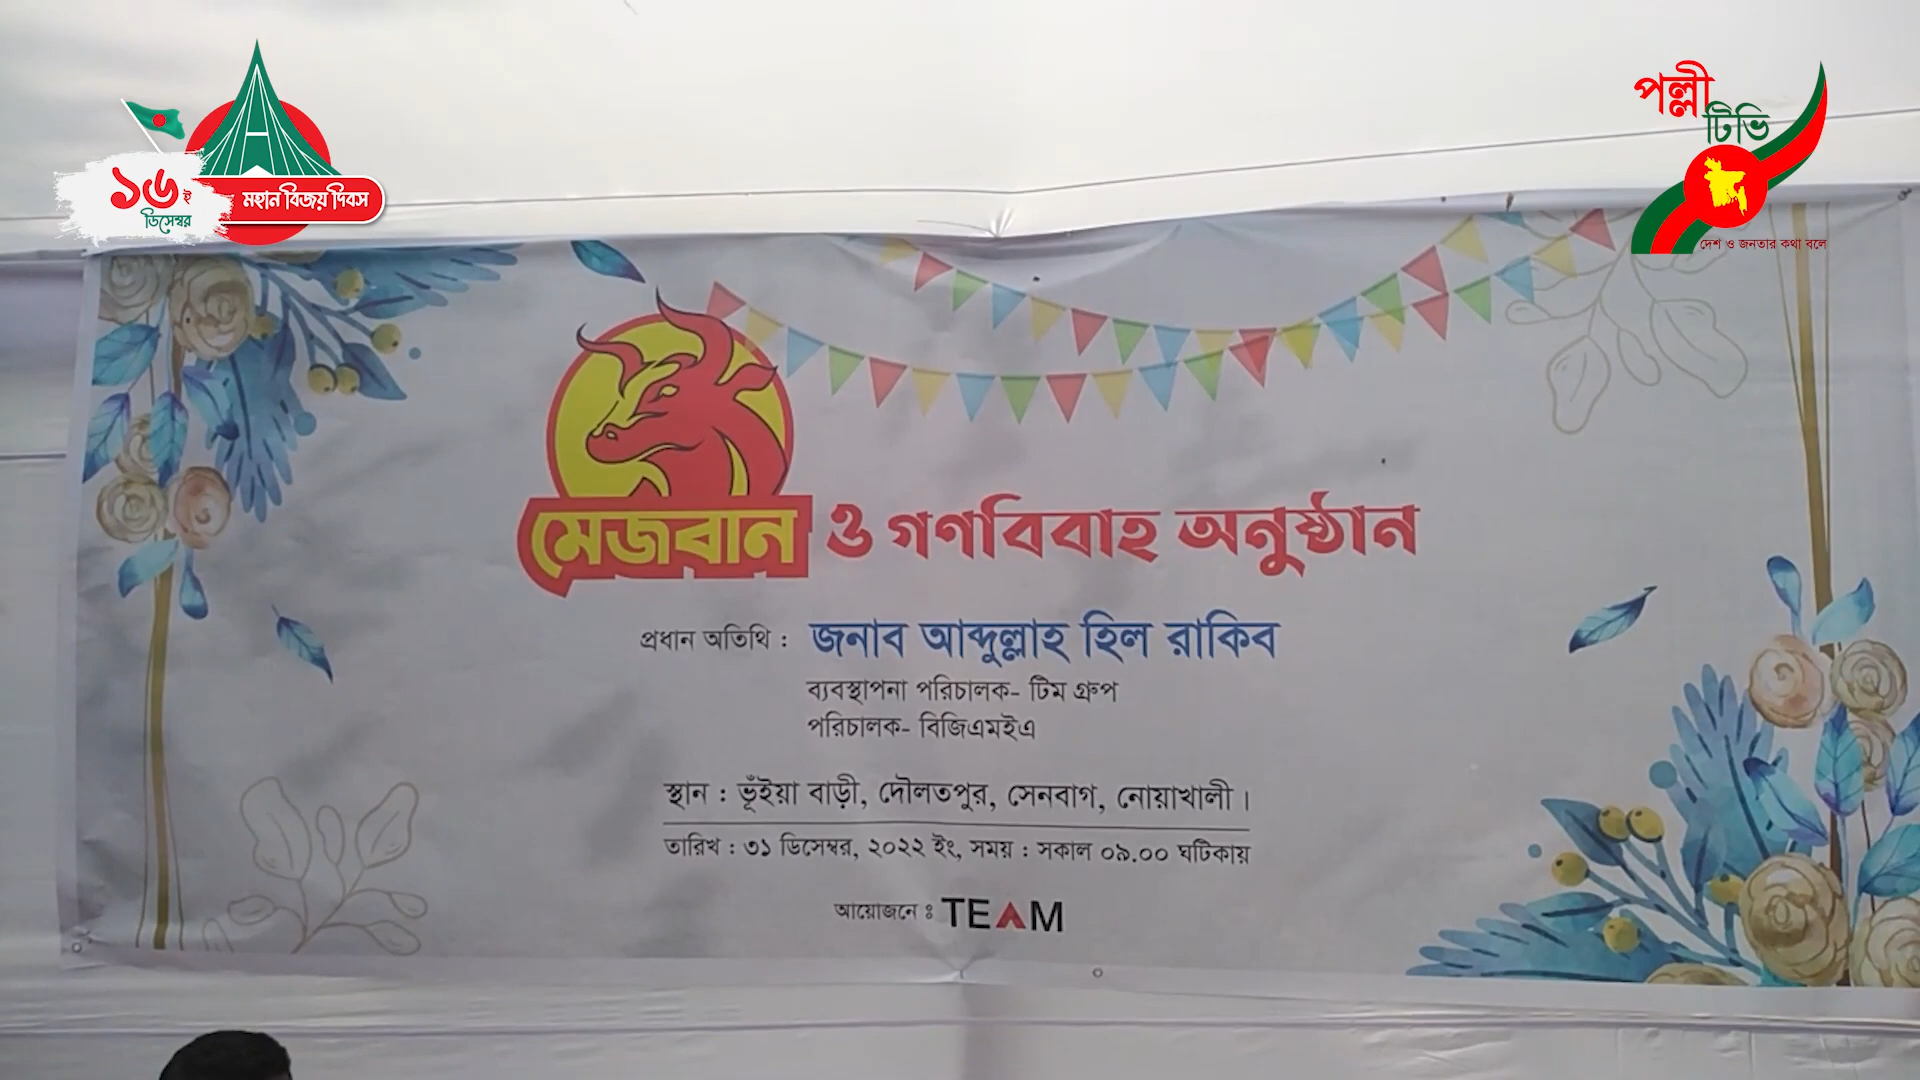 ১৬ই
ডিসেম্বর
মহান বিজয় দিবস
পল্লী
টিভি
দেশ ও জনতার কথা বলে
মেজবান ও গণবিবাহ অনুষ্ঠান
প্রধান অতিথি : জনাব আব্দুল্লাহ হিল রাকিব
ব্যবস্থাপনা পরিচালক- টিম গ্রুপ
পরিচালক- বিজিএমইএ
স্থান : ভূঁইয়া বাড়ী, দৌলতপুর, সেনবাগ, নোয়াখালী।
তারিখ : ৩১ ডিসেম্বর, ২০২২ ইং, সময় : সকাল ০৯.০০ ঘটিকায়
আয়োজনে ঃ TEAM